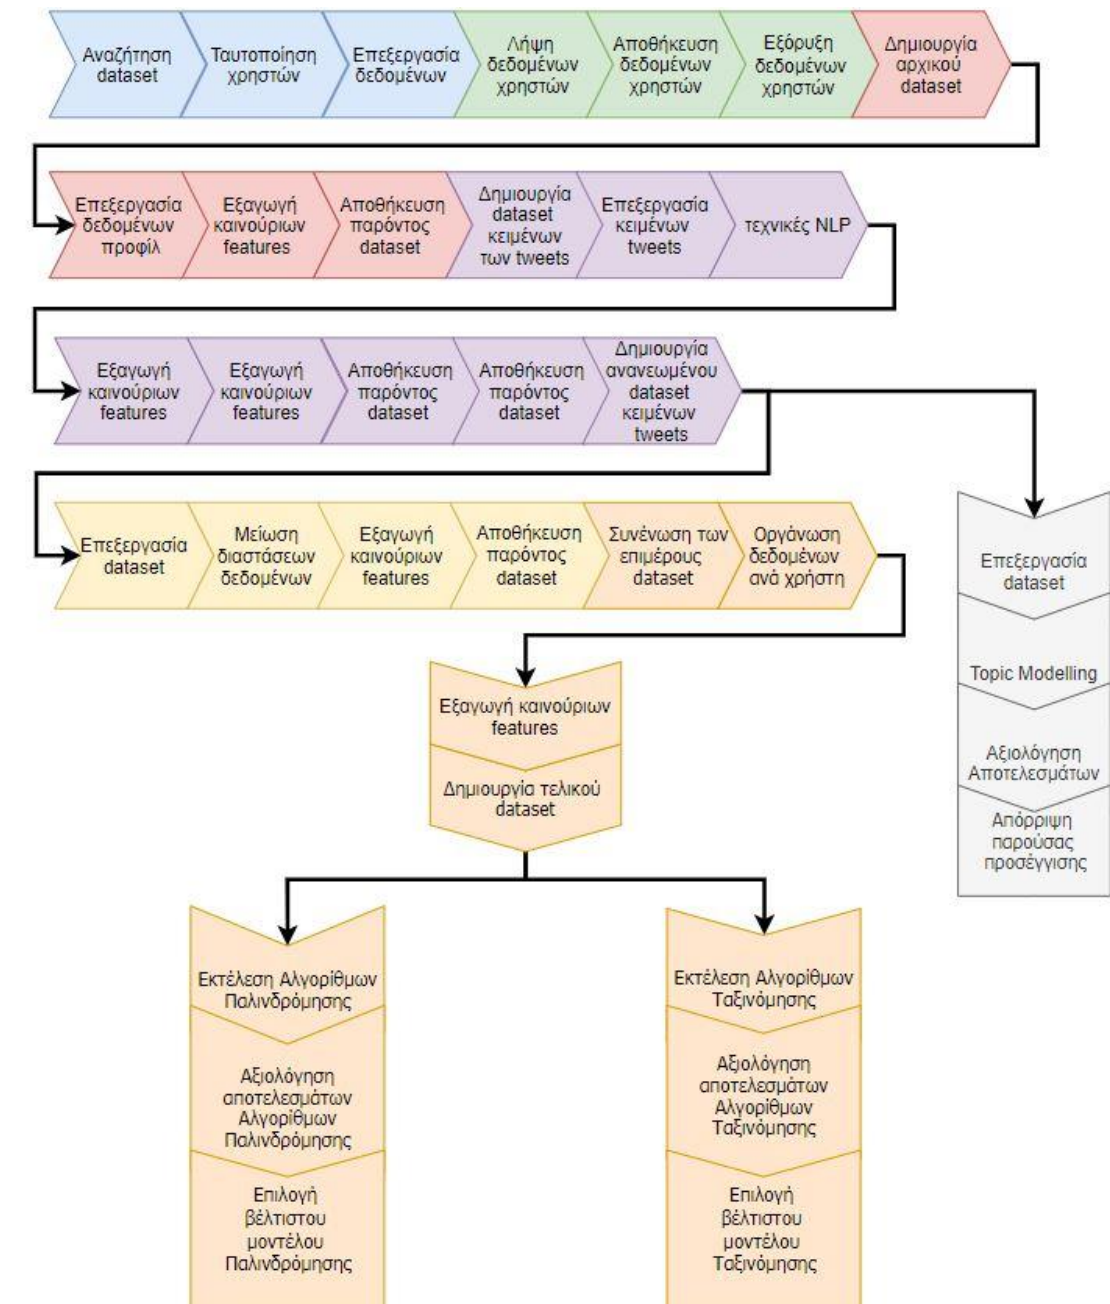 Αναζήτηση
dataset
Ταυτοποίηση
χρηστών
Επεξεργασία
δεδομένων
Λήψη
δεδομένων
χρηστών
Αποθήκευση
δεδομένων
χρηστών
Εξόρυξη
δεδομένων
χρηστών
Δημιουργία
αρχικού
dataset
Επεξεργασία
δεδομένων
προφίλ
Εξαγωγή
καινούριων
features
Αποθήκευση
παρόντος
dataset
Δημιουργία
dataset
κειμένων
των tweets
Επεξεργασία
κειμένων
tweets
τεχνικές NLP
Εξαγωγή
καινούριων
features
Εξαγωγή
καινούριων
features
Αποθήκευση
παρόντος
dataset
Αποθήκευση
παρόντος
dataset
Δημιουργία
ανανεωμένου
dataset
κειμένων
tweets
Επεξεργασία
dataset
Μείωση
διαστάσεων
δεδομένων
Εξαγωγή
καινούριων
features
Αποθήκευση
παρόντος
dataset
Συνένωση των
επιμέρους
dataset
Οργάνωση
δεδομένων
ανά χρήστη
Επεξεργασία
dataset
Topic Modelling
Αξιολόγηση
Αποτελεσμάτων
Απόρριψη
παρούσας
προσέγγισης
Εξαγωγή καινούριων
features
Δημιουργία τελικού
dataset
Εκτέλεση Αλγορίθμων
Παλινδρόμησης
Αξιολόγηση
αποτελεσμάτων
Αλγορίθμων
Παλινδρόμησης
Επιλογή
βέλτιστου
μοντέλου
Παλινδρόμησης
Εκτέλεση Αλγορίθμων
Ταξινόμησης
Αξιολόγηση
αποτελεσμάτων
Αλγορίθμων
Ταξινόμησης
Επιλογή
βέλτιστου
μοντέλου
Ταξινόμησης